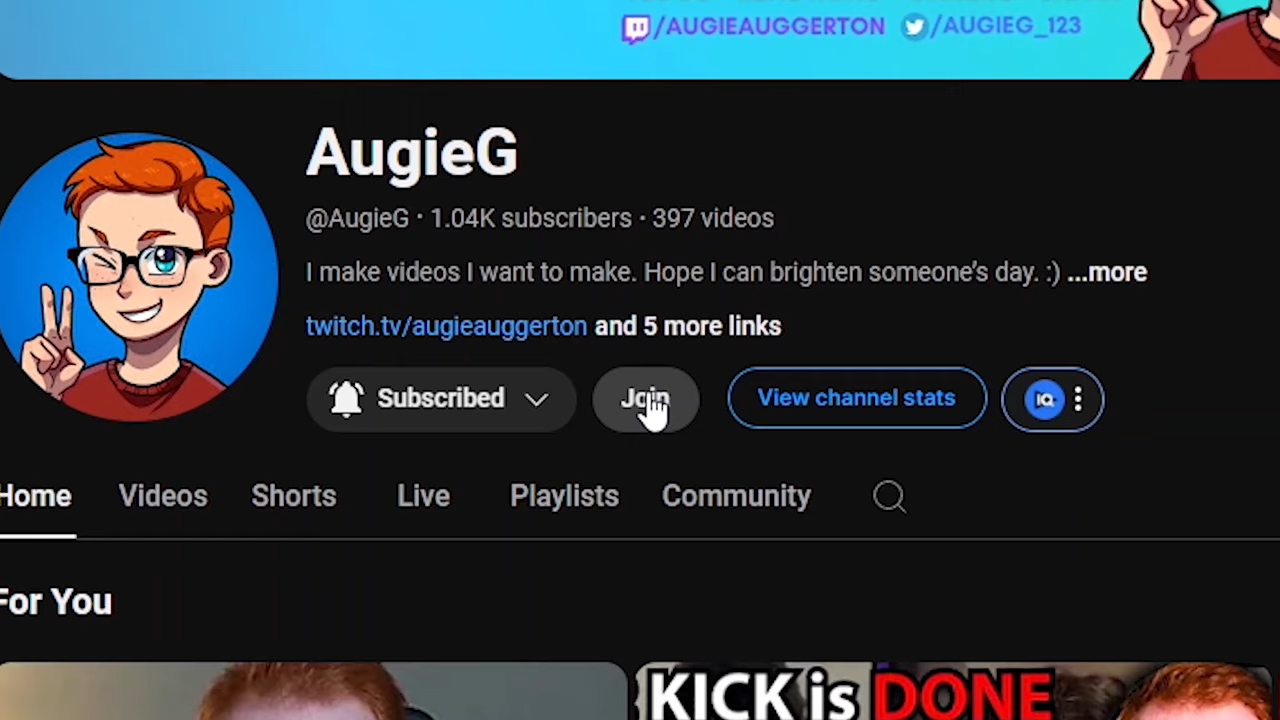 /AUGIEAUGGERTON /AUGIEG_123
AugieG
@AugieG · 1.04K subscribers · 397 videos
I make videos I want to make. Hope I can brighten someone’s day. :) ...more
twitch.tv/augieauggerton and 5 more links
Subscribed Join View channel stats IQ
Home Videos Shorts Live Playlists Community
For You
KICK is DONE